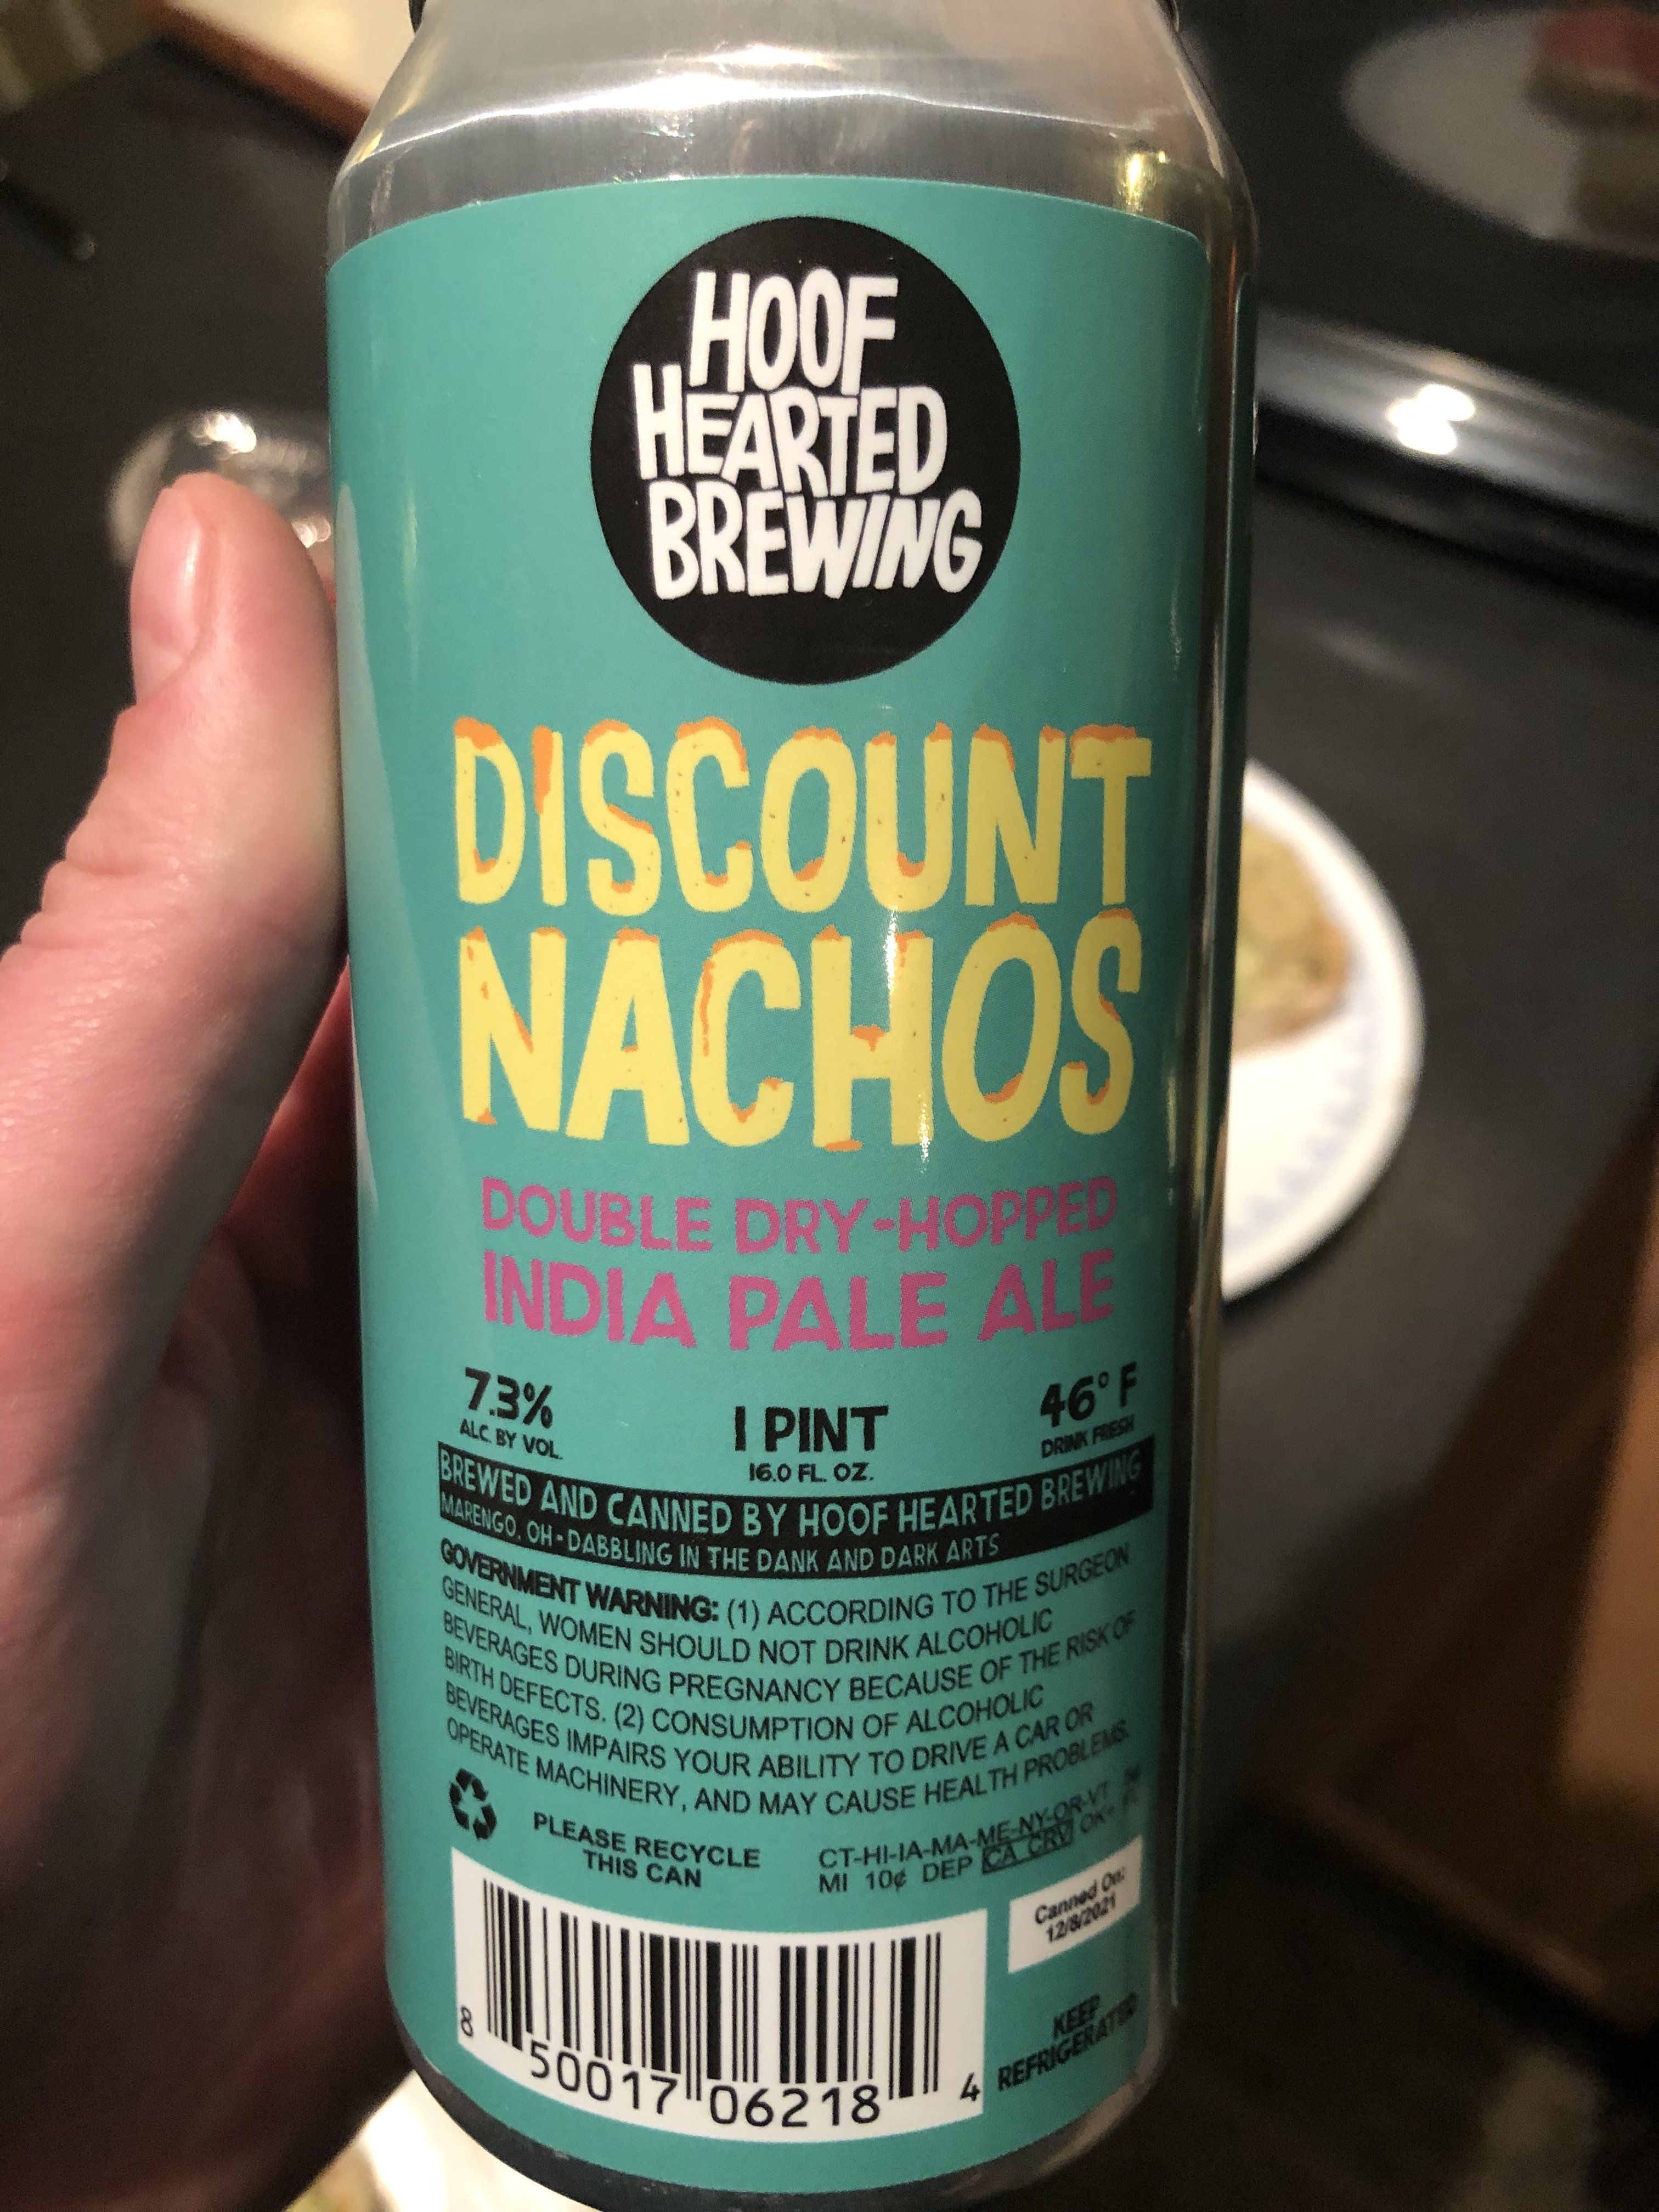 HOOF
HEARTED
BREWING
DISCOUNT
NACHOS
DOUBLE DRY-HOPPED
INDIA PALE ALE
7.3%
ALC. BY VOL.
1 PINT
16.0 FL. OZ.
46° F
DRINK FRESH
BREWED AND CANNED BY HOOF HEARTED BREWING
MARENGO, OH - DABBLING IN THE DANK AND DARK ARTS
GOVERNMENT WARNING: (1) ACCORDING TO THE SURGEON
GENERAL, WOMEN SHOULD NOT DRINK ALCOHOLIC
BEVERAGES DURING PREGNANCY BECAUSE OF THE RISK OF
BIRTH DEFECTS. (2) CONSUMPTION OF ALCOHOLIC
BEVERAGES IMPAIRS YOUR ABILITY TO DRIVE A CAR OR
OPERATE MACHINERY, AND MAY CAUSE HEALTH PROBLEMS.
PLEASE RECYCLE
THIS CAN
CT-HI-IA-MA-ME-NY-OR-VT
MI 10¢ DEP CA CRV OK+ FL
Canned On:
12/8/2021
KEEP
REFRIGERATED
8 50017 06218 4